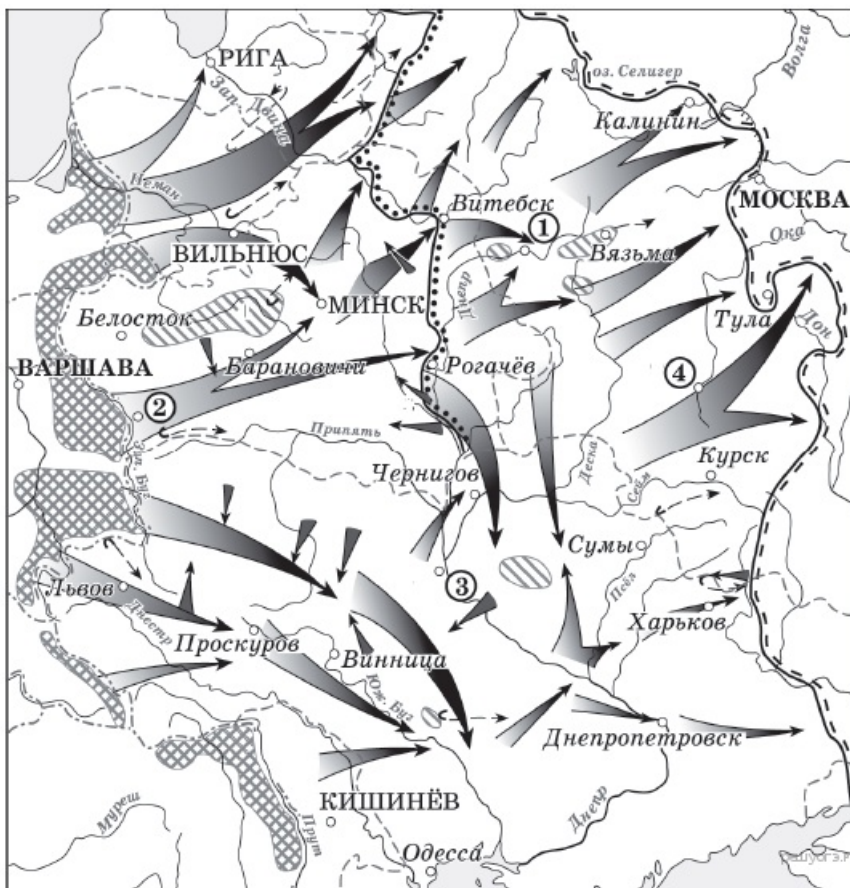 РИГА
Зап. Двина
оз. Селигер
Волга
Калинин
Неман
Витебск
1
МОСКВА
ВИЛЬНЮС
Вязьма
Ока
Днепр
МИНСК
Белосток
Тула
Дон
ВАРШАВА
Барановичи
Рогачёв
4
2
Припять
Зап. Буг
Курск
Чернигов
Десна
Сейм
Сумы
3
Львов
Псёл
Днестр
Харьков
Проскуров
Винница
Юж. Буг
Днепропетровск
КИШИНЁВ
Муреш
Прут
Днепр
Одесса